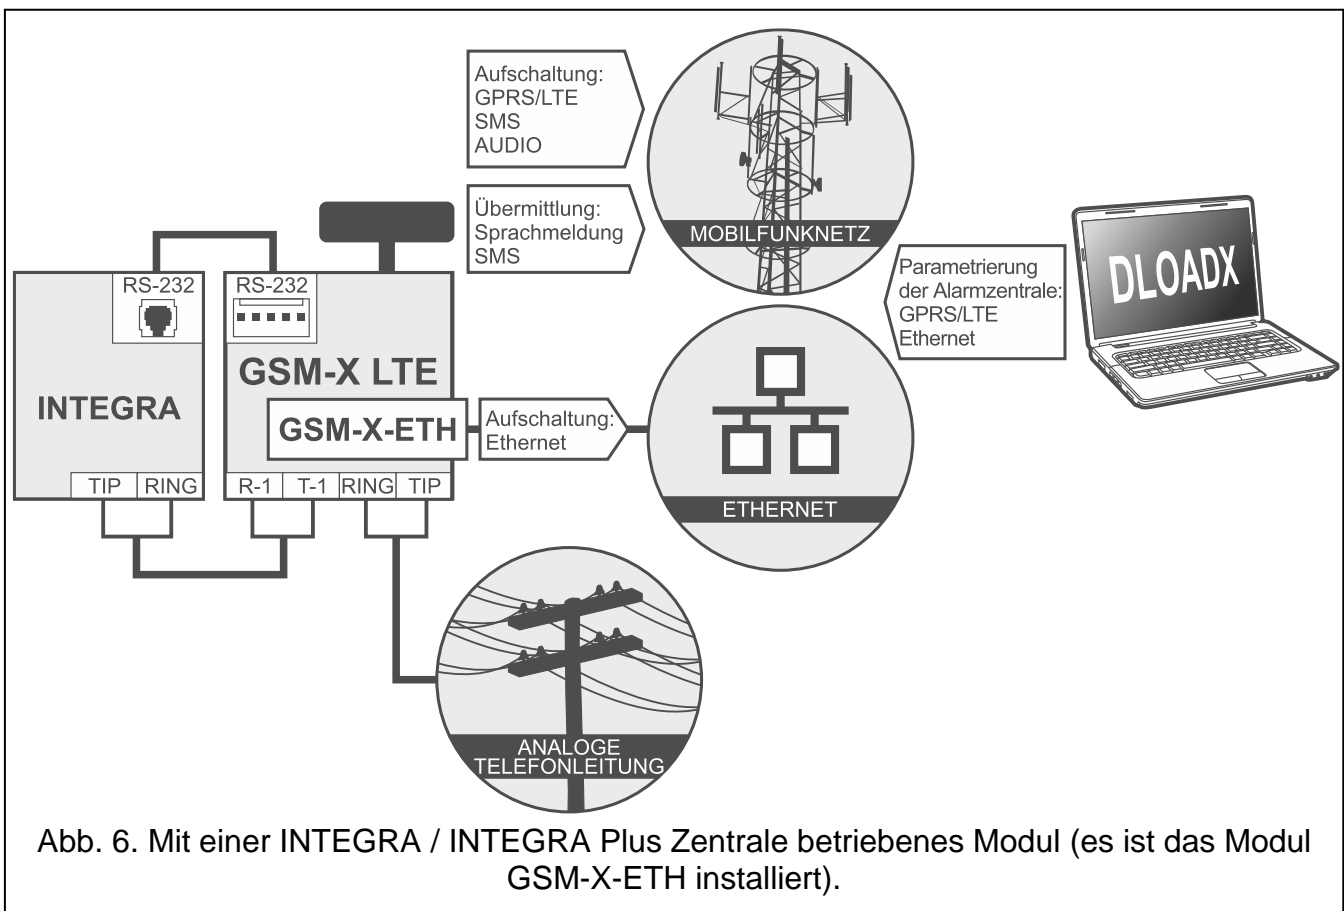 Aufschaltung:
GPRS/LTE
SMS
AUDIO
Übermittlung:
Sprachmeldung
SMS
MOBILFUNKNETZ
Parametrierung
der Alarmzentrale:
GPRS/LTE
Ethernet
DLOADX
RS-232
RS-232
INTEGRA
GSM-X LTE
GSM-X-ETH
Aufschaltung:
Ethernet
TIP RING
R-1 T-1 RING TIP
ETHERNET
ANALOGE
TELEFONLEITUNG
Abb. 6. Mit einer INTEGRA / INTEGRA Plus Zentrale betriebenes Modul (es ist das Modul
GSM-X-ETH installiert).